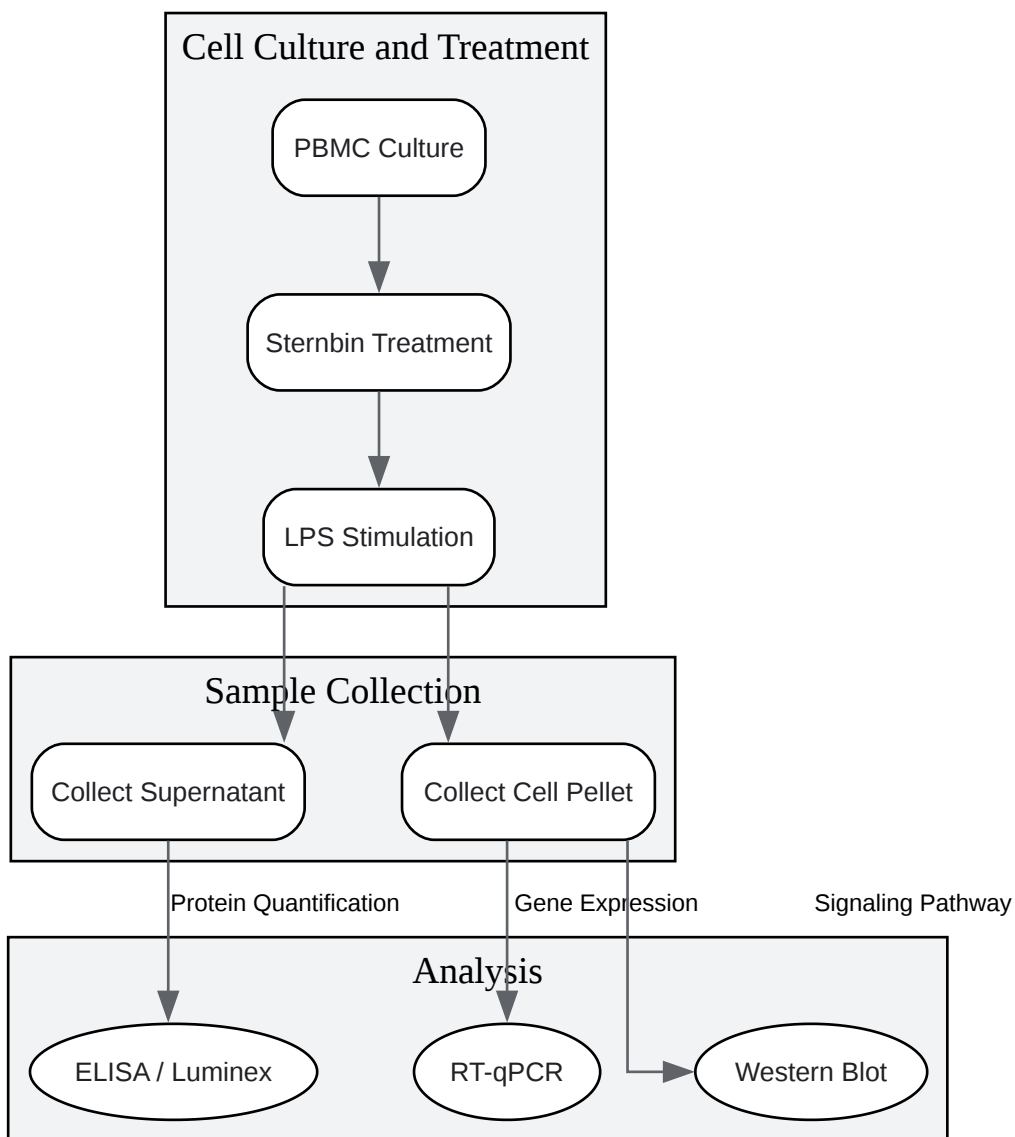 Cell Culture and Treatment
PBMC Culture
Sternbin Treatment
LPS Stimulation
Sample Collection
Collect Supernatant
Collect Cell Pellet
Protein Quantification
Gene Expression
Signaling Pathway
Analysis
ELISA / Luminex
RT-qPCR
Western Blot